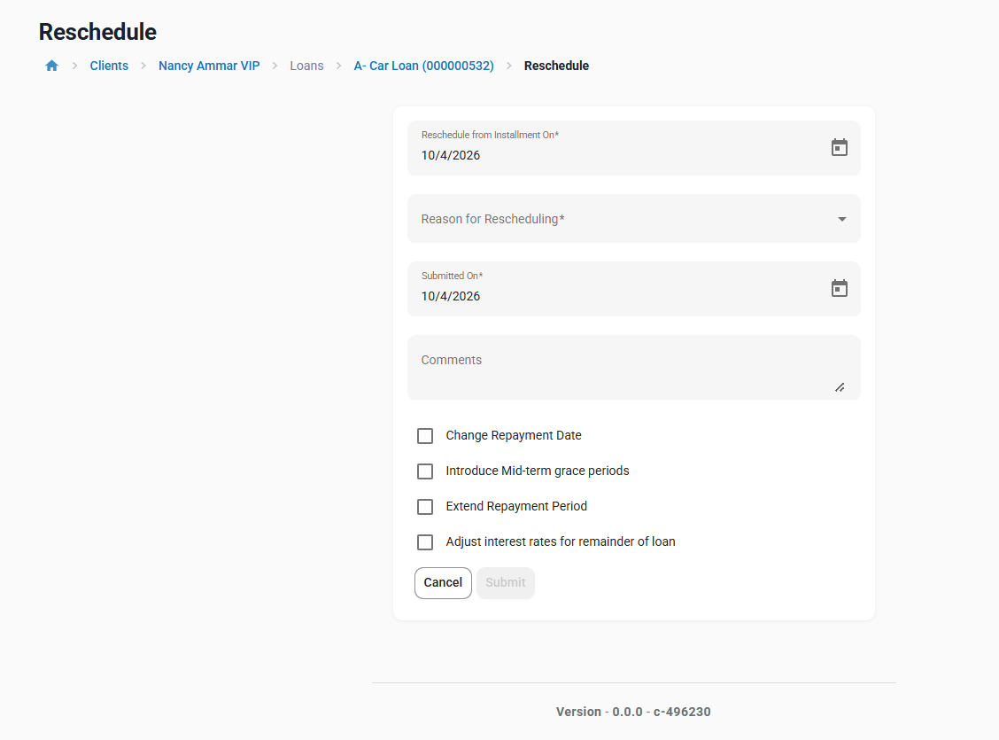 Reschedule
Clients > Nancy Ammar VIP > Loans > A- Car Loan (000000532) > Reschedule
Reschedule from Installment On*
10/4/2026
Reason for Rescheduling*
Submitted On*
10/4/2026
Comments
Change Repayment Date
Introduce Mid-term grace periods
Extend Repayment Period
Adjust interest rates for remainder of loan
Cancel Submit
Version - 0.0.0 - c-496230